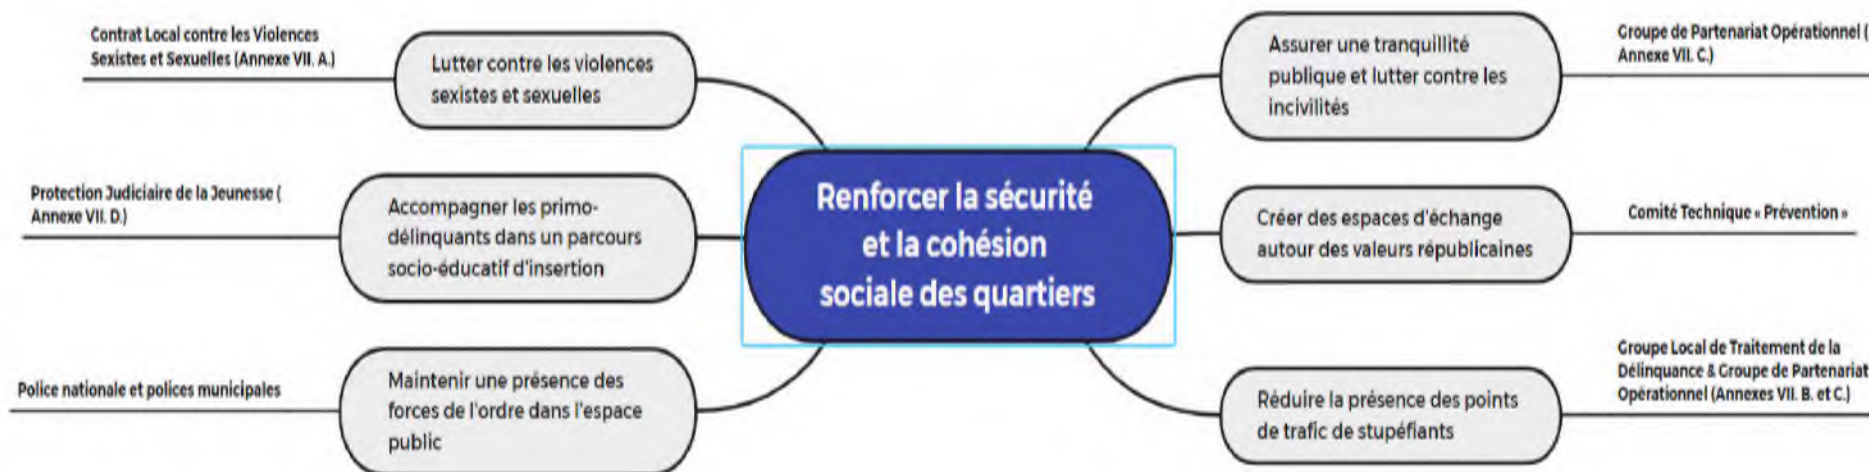 Contrat Local contre les Violences
Sexistes et Sexuelles (Annexe VII. A.)
Lutter contre les violences
sexistes et sexuelles
Protection Judiciaire de la Jeunesse (
Annexe VII. D.)
Accompagner les primo-
délinquants dans un parcours
socio-éducatif d'insertion
Police nationale et polices municipales
Maintenir une présence des
forces de l'ordre dans l'espace
public
Renforcer la sécurité
et la cohésion
sociale des quartiers
Assurer une tranquillité
publique et lutter contre les
incivilités
Groupe de Partenariat Opérationnel (
Annexe VII. C.)
Créer des espaces d'échange
autour des valeurs républicaines
Comité Technique « Prévention »
Réduire la présence des points
de trafic de stupéfiants
Groupe Local de Traitement de la
Délinquance & Groupe de Partenariat
Opérationnel (Annexes VII. B. et C.)